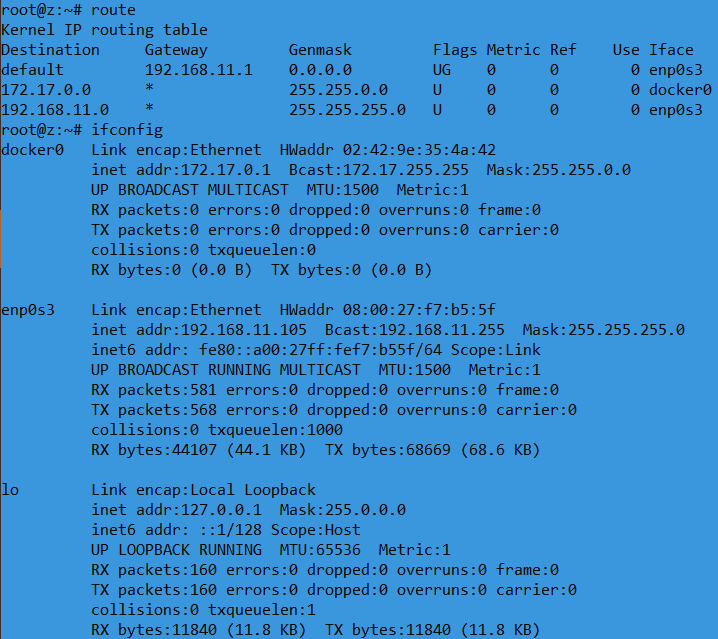 root@z:~# route
Kernel IP routing table
Destination     Gateway         Genmask         Flags Metric Ref    Use Iface
default         192.168.11.1    0.0.0.0         UG    0      0        0 enp0s3
172.17.0.0      *               255.255.0.0     U     0      0        0 docker0
192.168.11.0    *               255.255.255.0   U     0      0        0 enp0s3
root@z:~# ifconfig
docker0   Link encap:Ethernet  HWaddr 02:42:9e:35:4a:42
          inet addr:172.17.0.1  Bcast:172.17.255.255  Mask:255.255.0.0
          UP BROADCAST MULTICAST  MTU:1500  Metric:1
          RX packets:0 errors:0 dropped:0 overruns:0 frame:0
          TX packets:0 errors:0 dropped:0 overruns:0 carrier:0
          collisions:0 txqueuelen:0
          RX bytes:0 (0.0 B)  TX bytes:0 (0.0 B)

enp0s3    Link encap:Ethernet  HWaddr 08:00:27:f7:b5:5f
          inet addr:192.168.11.105  Bcast:192.168.11.255  Mask:255.255.255.0
          inet6 addr: fe80::a00:27ff:fef7:b55f/64 Scope:Link
          UP BROADCAST RUNNING MULTICAST  MTU:1500  Metric:1
          RX packets:581 errors:0 dropped:0 overruns:0 frame:0
          TX packets:568 errors:0 dropped:0 overruns:0 carrier:0
          collisions:0 txqueuelen:1000
          RX bytes:44107 (44.1 KB)  TX bytes:68669 (68.6 KB)

lo        Link encap:Local Loopback
          inet addr:127.0.0.1  Mask:255.0.0.0
          inet6 addr: ::1/128 Scope:Host
          UP LOOPBACK RUNNING  MTU:65536  Metric:1
          RX packets:160 errors:0 dropped:0 overruns:0 frame:0
          TX packets:160 errors:0 dropped:0 overruns:0 carrier:0
          collisions:0 txqueuelen:1
          RX bytes:11840 (11.8 KB)  TX bytes:11840 (11.8 KB)